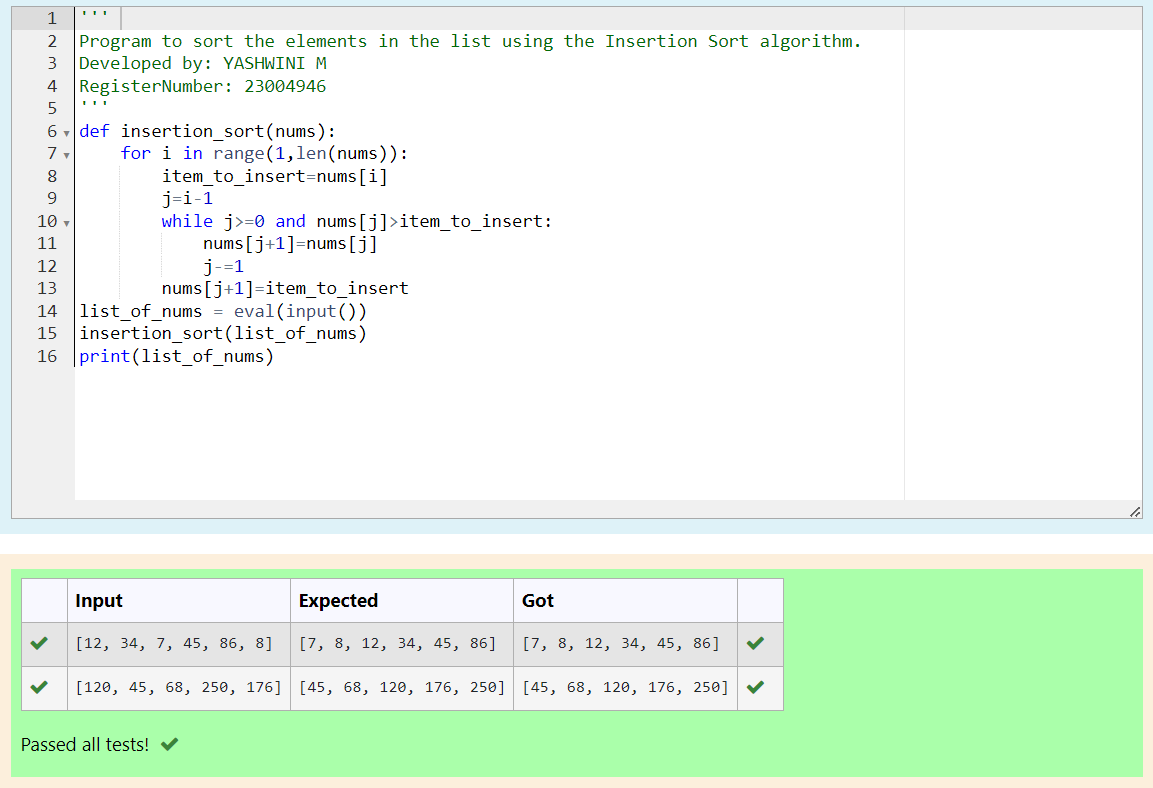 1 '''
2 Program to sort the elements in the list using the Insertion Sort algorithm.
3 Developed by: YASHWINI M
4 RegisterNumber: 23004946
5 '''
6 def insertion_sort(nums):
7     for i in range(1,len(nums)):
8         item_to_insert=nums[i]
9         j=i-1
10         while j>=0 and nums[j]>item_to_insert:
11             nums[j+1]=nums[j]
12             j-=1
13         nums[j+1]=item_to_insert
14 list_of_nums = eval(input())
15 insertion_sort(list_of_nums)
16 print(list_of_nums)
Input Expected Got
[12, 34, 7, 45, 86, 8] [7, 8, 12, 34, 45, 86] [7, 8, 12, 34, 45, 86]
[120, 45, 68, 250, 176] [45, 68, 120, 176, 250] [45, 68, 120, 176, 250]
Passed all tests!